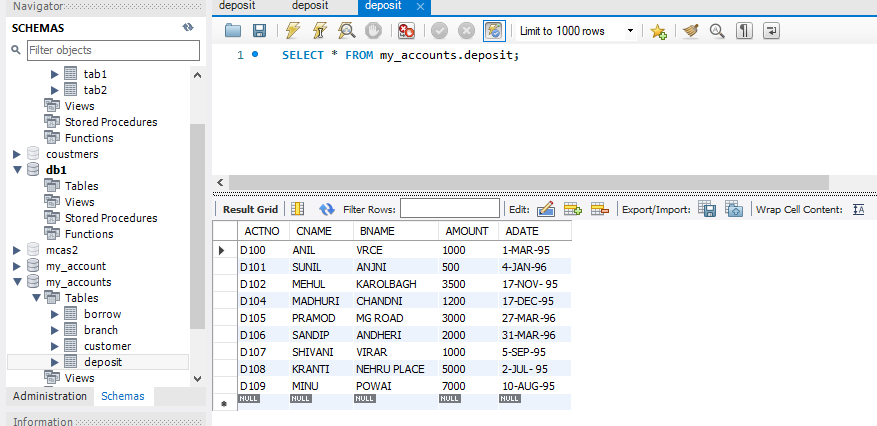 Navigator
SCHEMAS
Filter objects
tab1
tab2
Views
Stored Procedures
Functions
coustmers
db1
Tables
Views
Stored Procedures
Functions
mcas2
my_account
my_accounts
Tables
borrow
branch
customer
deposit
Views
Administration Schemas
Information
deposit deposit deposit x
Limit to 1000 rows
1 SELECT * FROM my_accounts.deposit;
Result Grid Filter Rows: Edit: Export/Import: Wrap Cell Content: IA
ACTNO CNAME BNAME AMOUNT ADATE
D100 ANIL VRCE 1000 1-MAR-95
D101 SUNIL ANJNI 500 4-JAN-96
D102 MEHUL KAROLBAGH 3500 17-NOV- 95
D104 MADHURI CHANDNI 1200 17-DEC-95
D105 PRAMOD MG ROAD 3000 27-MAR-96
D106 SANDIP ANDHERI 2000 31-MAR-96
D107 SHIVANI VIRAR 1000 5-SEP-95
D108 KRANTI NEHRU PLACE 5000 2-JUL- 95
D109 MINU POWAI 7000 10-AUG-95
NULL NULL NULL NULL NULL